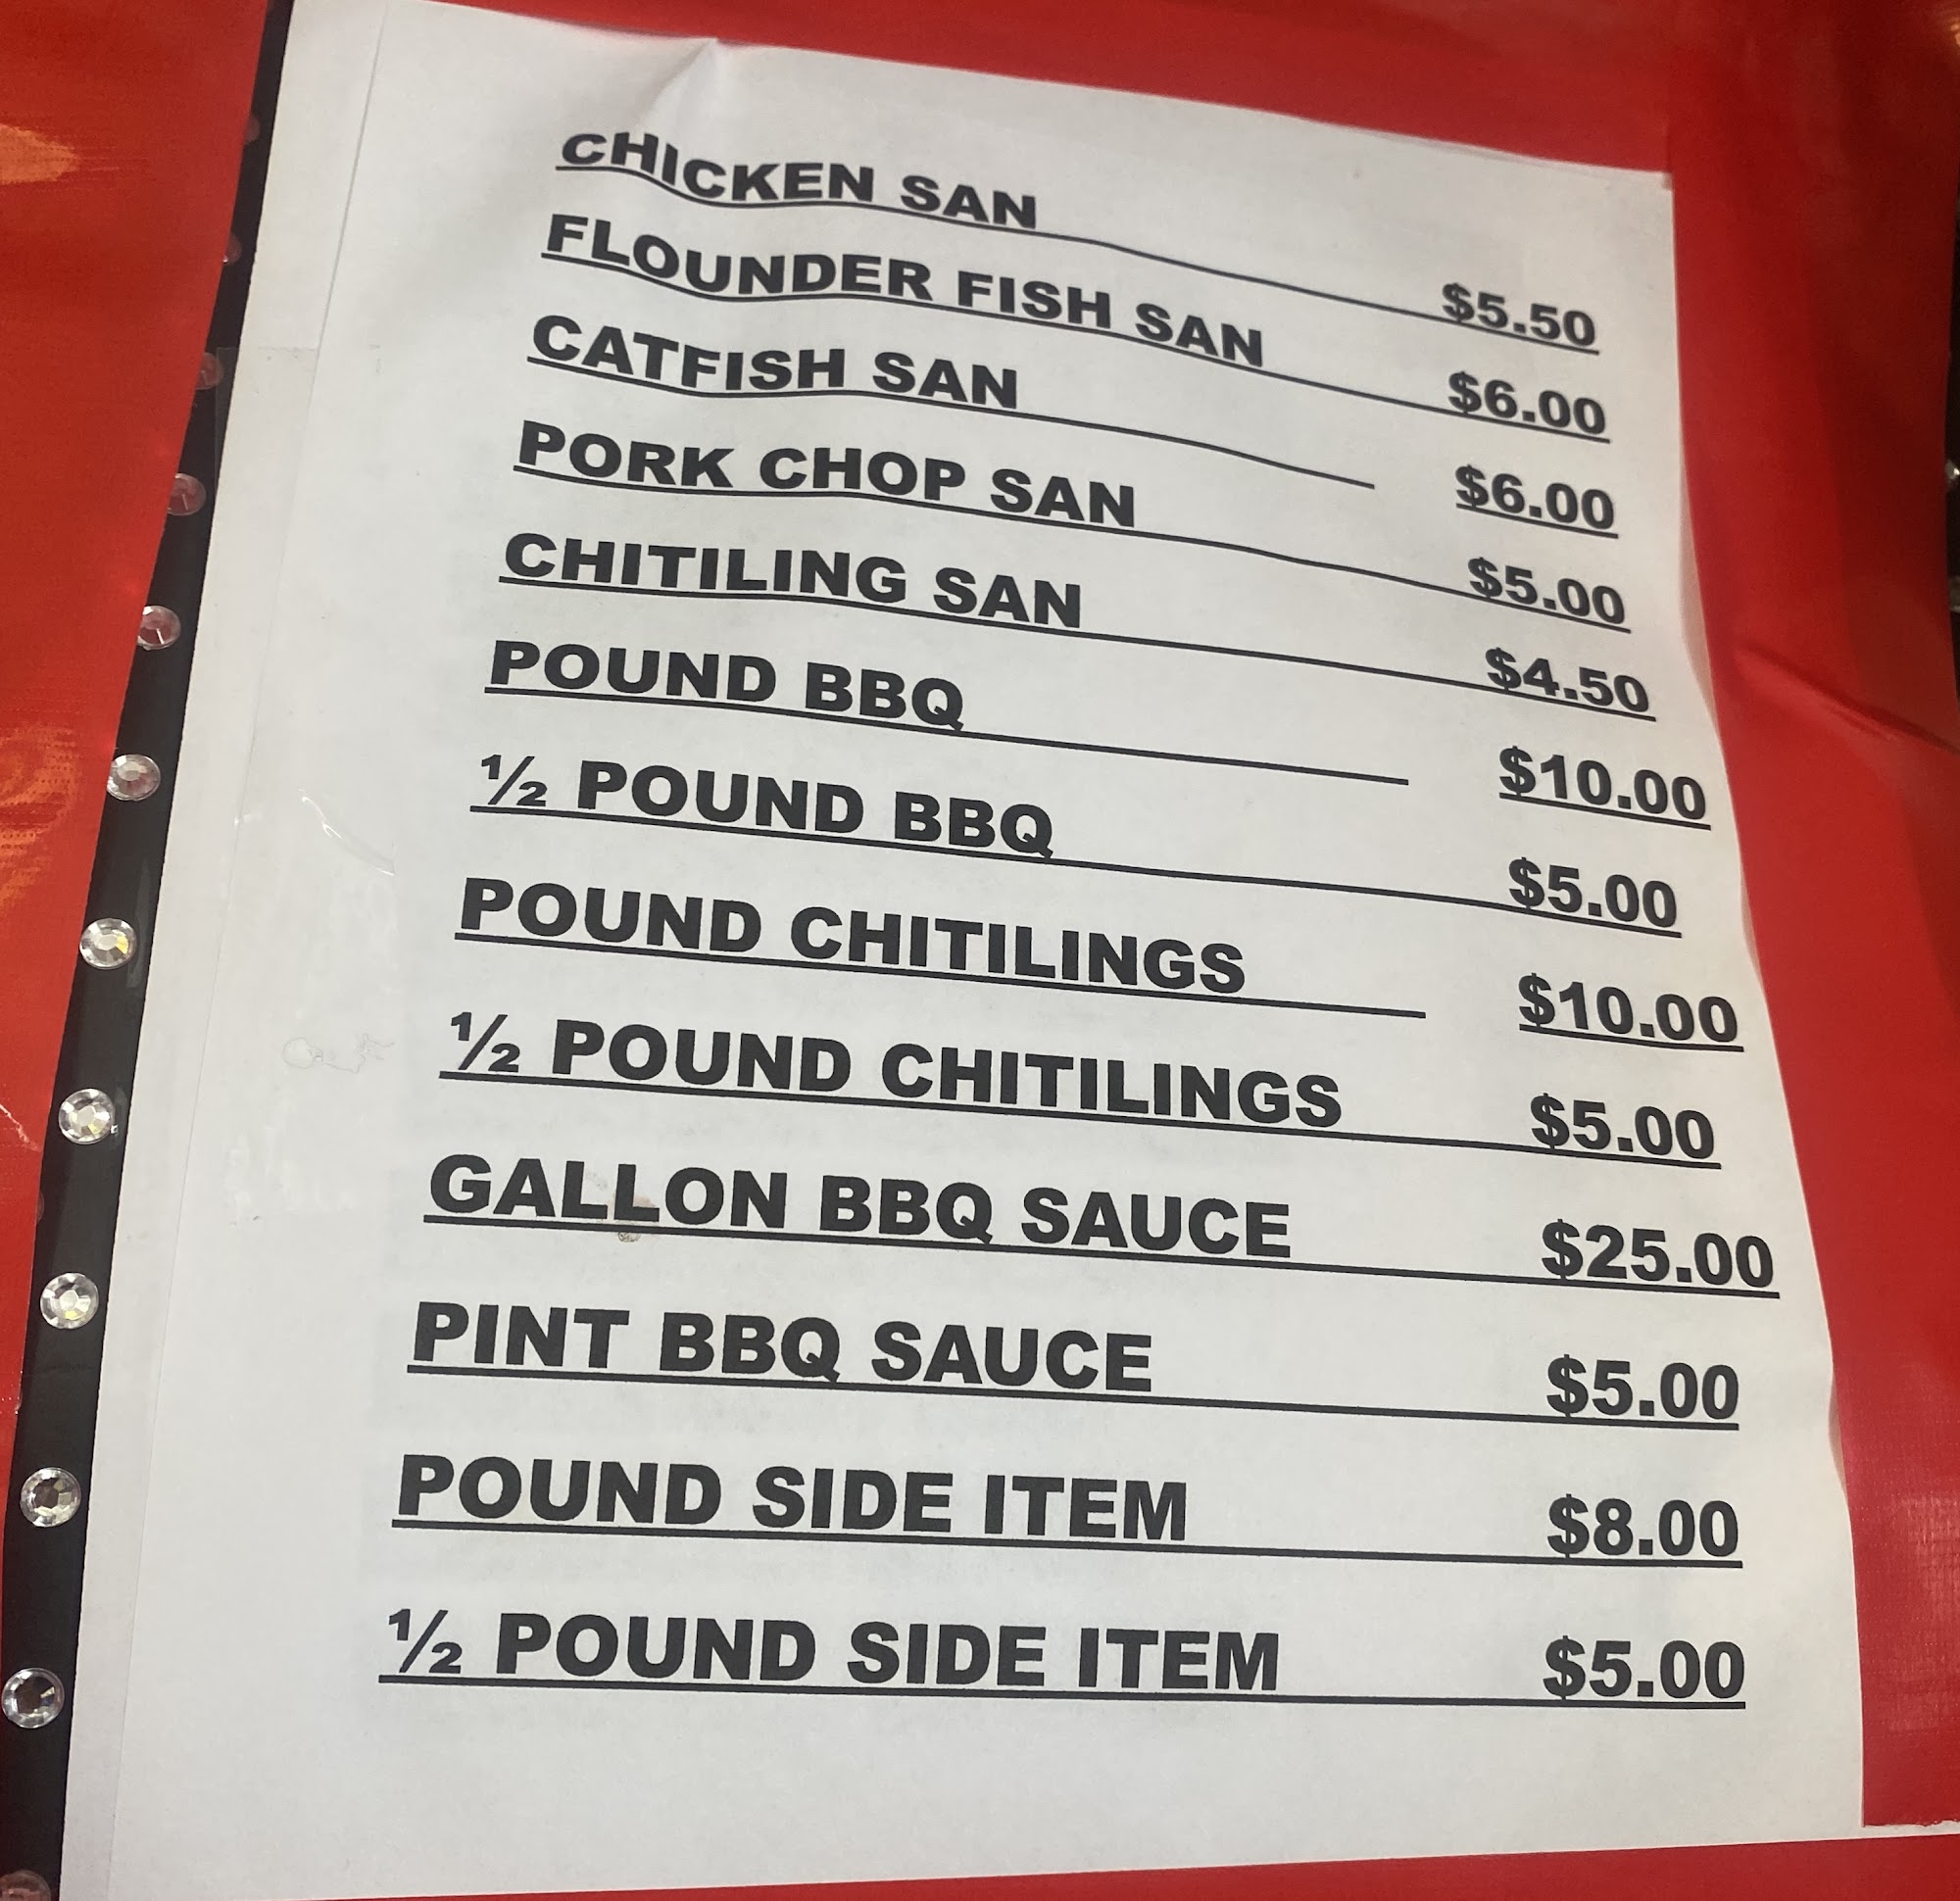 CHICKEN SAN $5.50
FLOUNDER FISH SAN $6.00
CATFISH SAN $6.00
PORK CHOP SAN $5.00
CHITILING SAN $4.50
POUND BBQ $10.00
½ POUND BBQ $5.00
POUND CHITILINGS $10.00
½ POUND CHITILINGS $5.00
GALLON BBQ SAUCE $25.00
PINT BBQ SAUCE $5.00
POUND SIDE ITEM $8.00
½ POUND SIDE ITEM $5.00